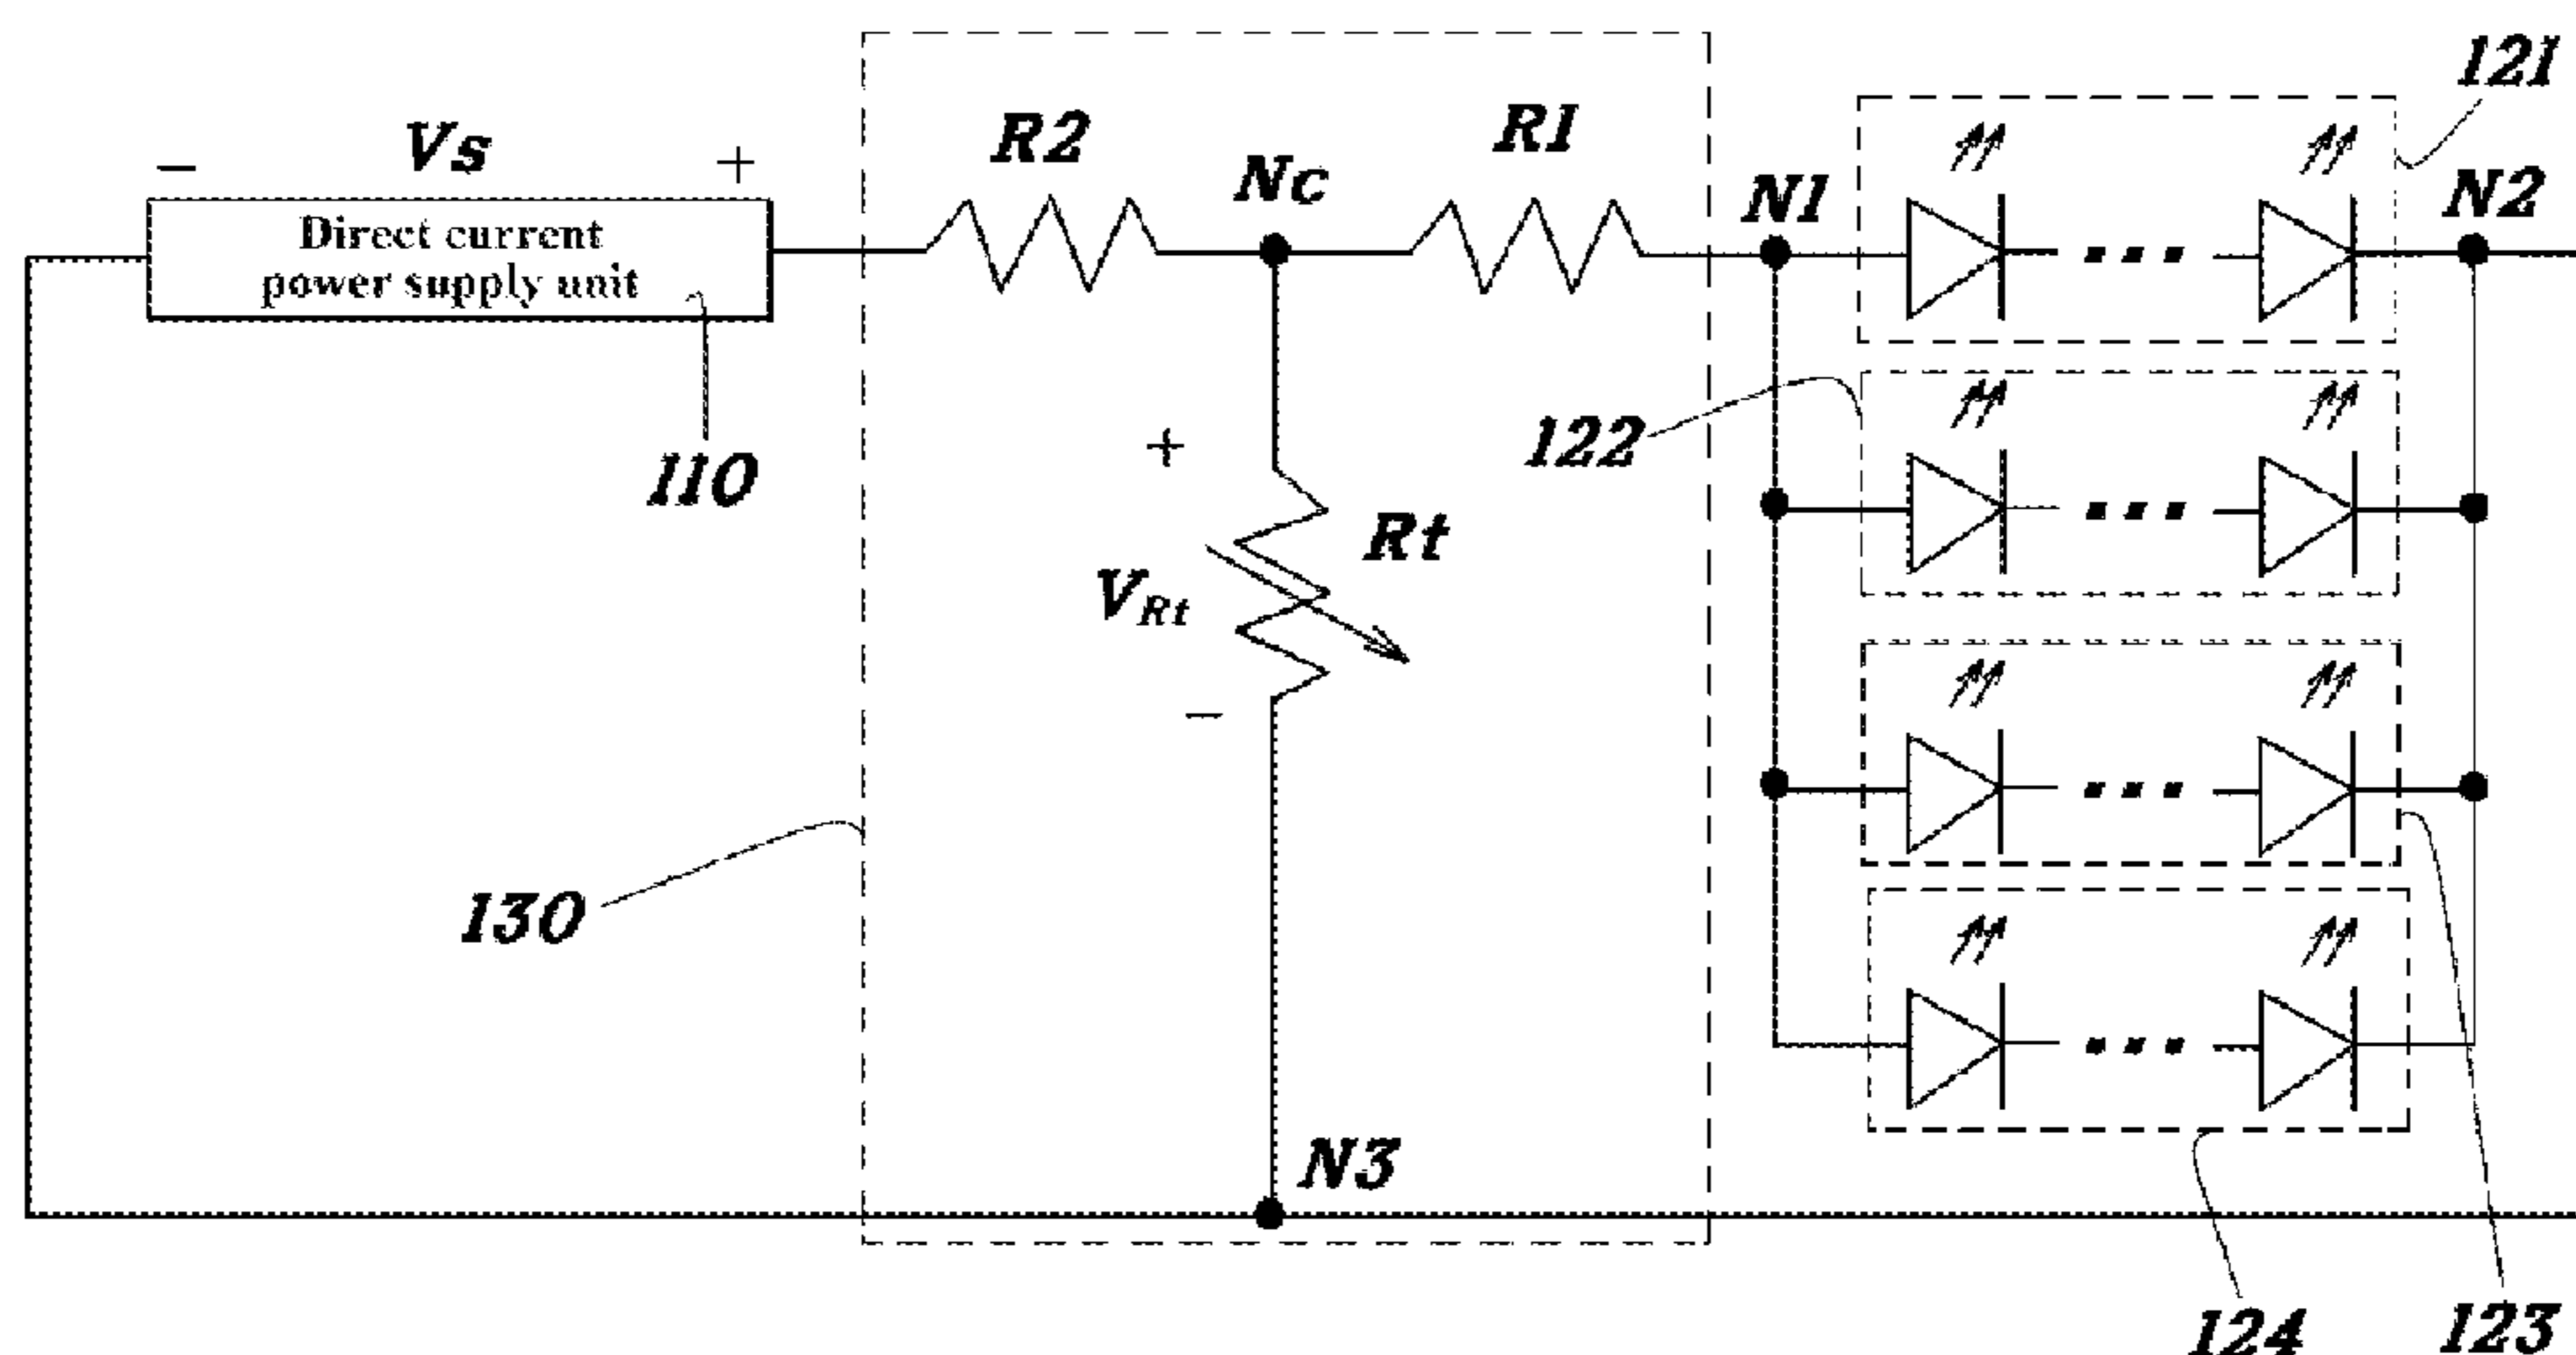 121
Vs
R2
R1
Nc
N1
N2
− +
Direct current
power supply unit
122
110
+
Rt
VRt
−
130
N3
124
123